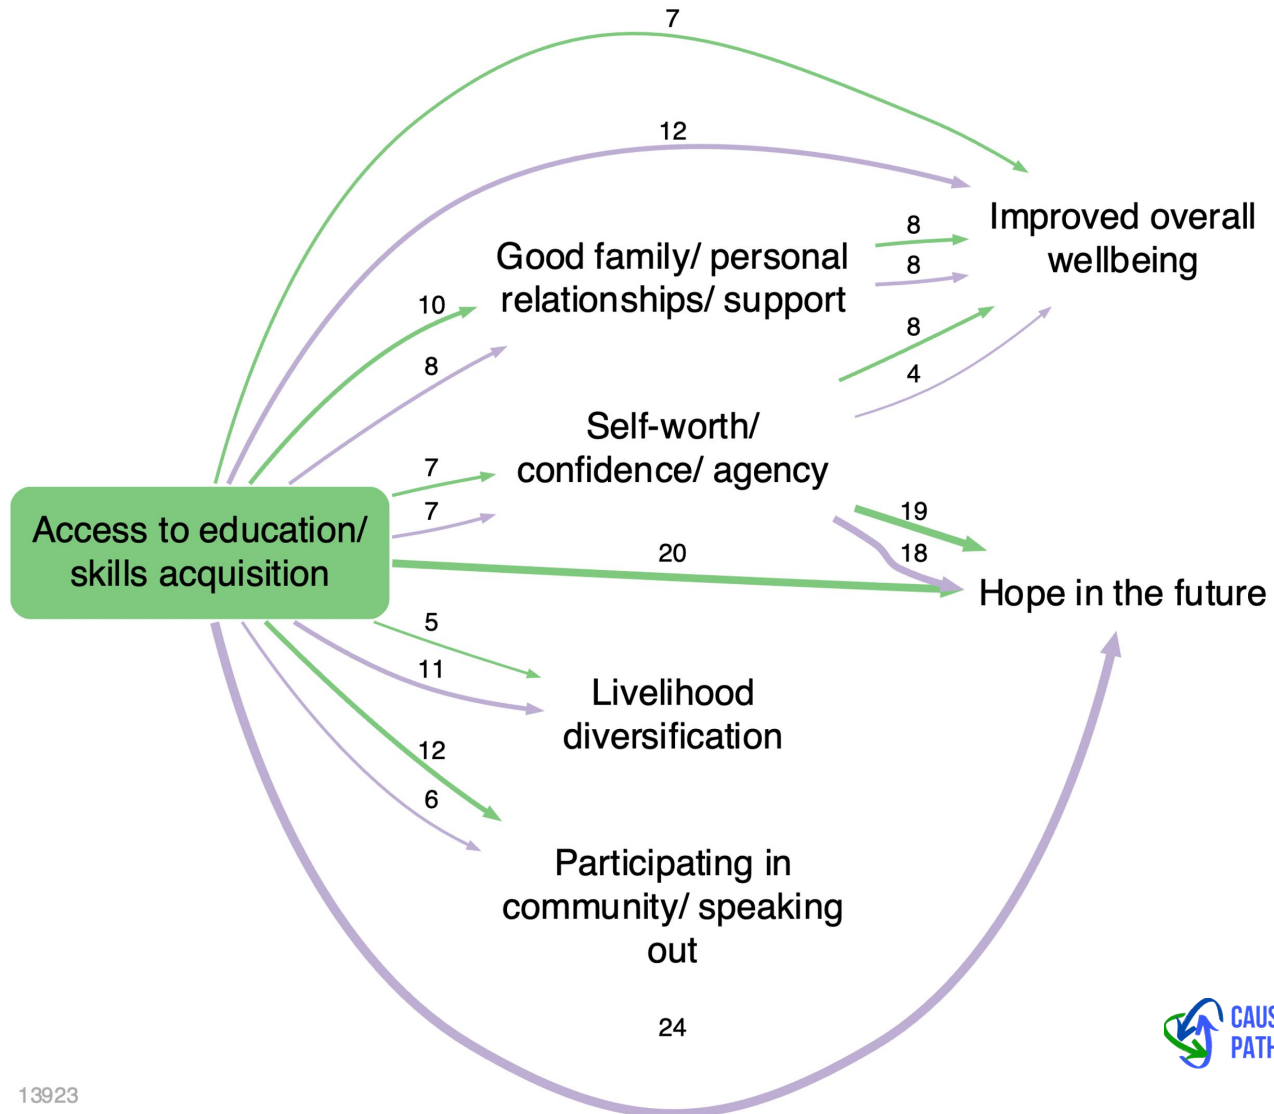 7
12
Improved overall
wellbeing
8
Good family/ personal
relationships/ support
8
10
8
8
4
Self-worth/
confidence/ agency
7
7
19
18
Access to education/
skills acquisition
20
Hope in the future
5
11
Livelihood
diversification
12
6
Participating in
community/ speaking
out
24
CAUS
PATH
13923